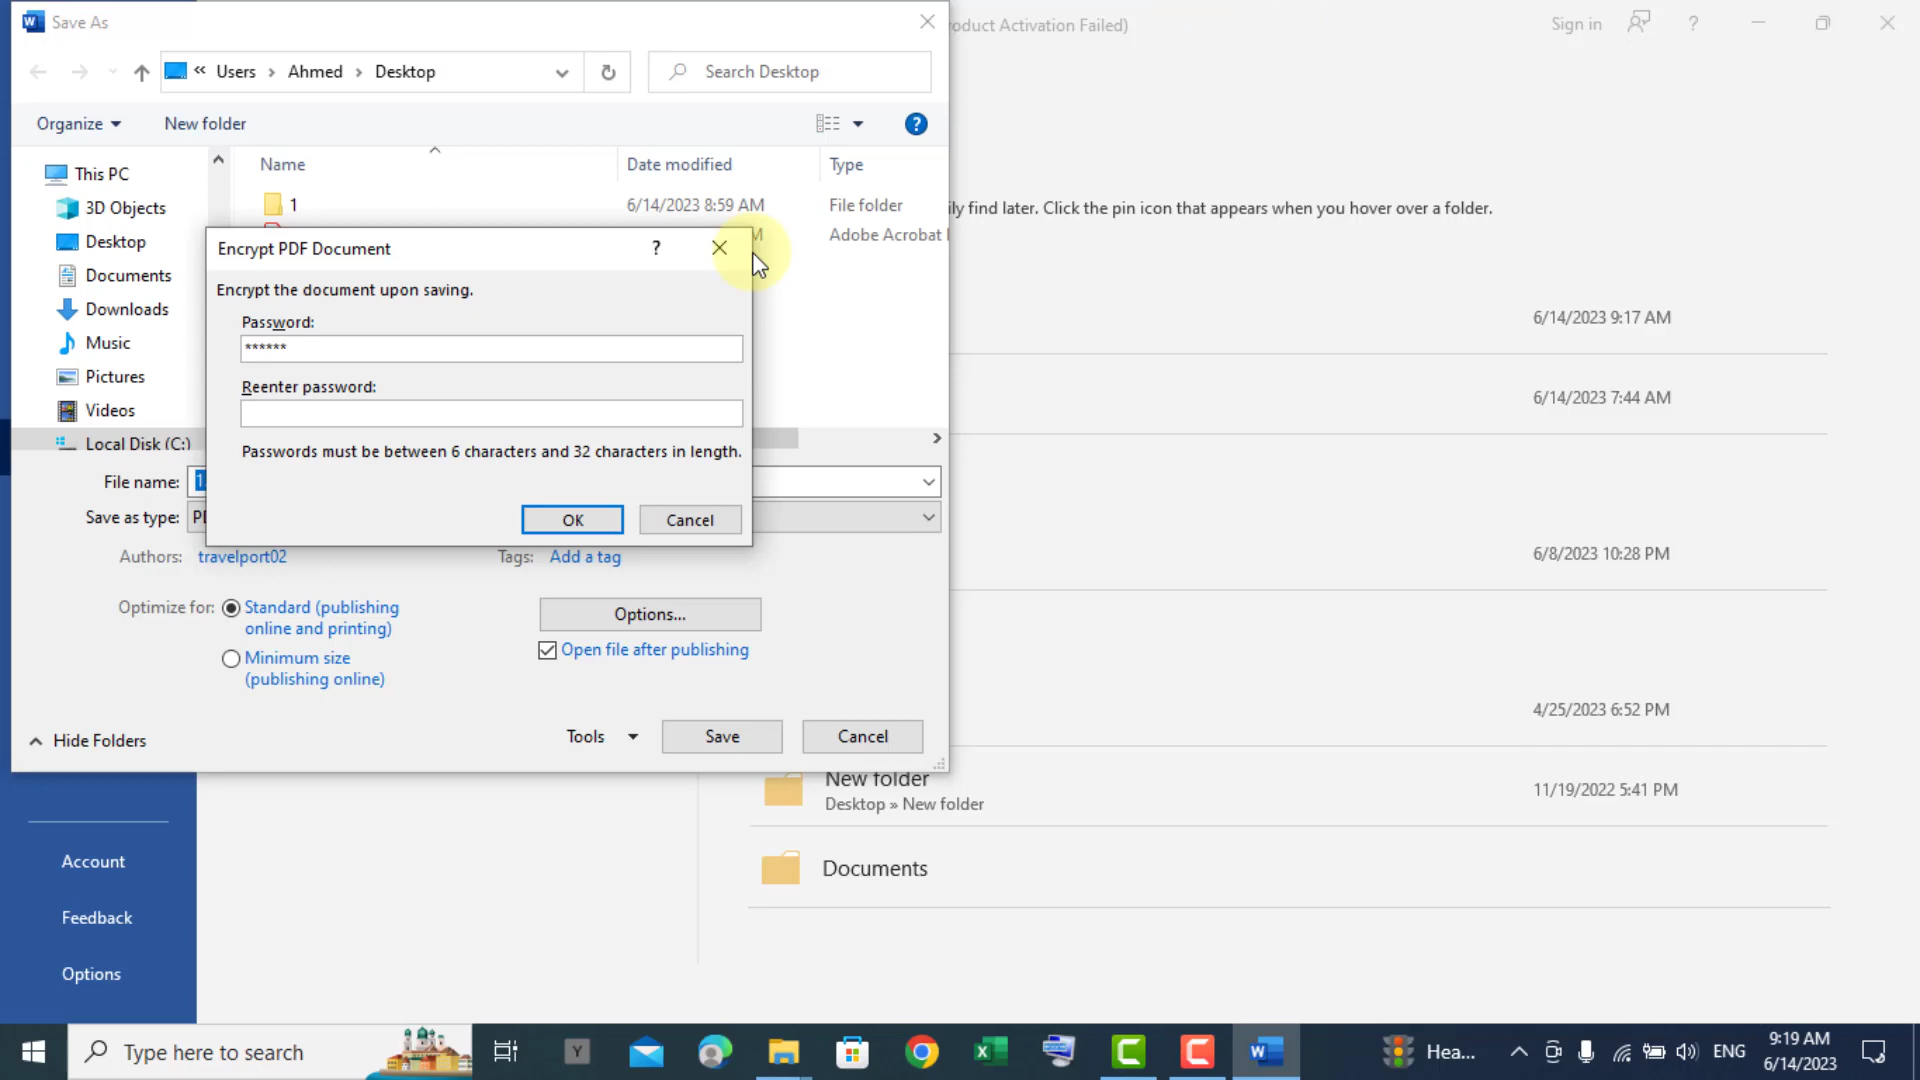 Save As
roduct Activation Failed)
Sign in
?
« Users > Ahmed > Desktop
Search Desktop
Organize
New folder
?
This PC
3D Objects
Desktop
Documents
Downloads
Music
Pictures
Videos
Local Disk (C:)
Name
Date modified
Type
1
6/14/2023 8:59 AM
File folder
M
Adobe Acrobat
ily find later. Click the pin icon that appears when you hover over a folder.
Encrypt PDF Document
?
Encrypt the document upon saving.
Password:
******
Reenter password:
Passwords must be between 6 characters and 32 characters in length.
OK
Cancel
6/14/2023 9:17 AM
6/14/2023 7:44 AM
6/8/2023 10:28 PM
4/25/2023 6:52 PM
File name: 1
Save as type:
Authors: travelport02
Tags: Add a tag
Optimize for: Standard (publishing
online and printing)
Minimum size
(publishing online)
Options...
Open file after publishing
Hide Folders
Tools
Save
Cancel
New folder
Desktop » New folder
11/19/2022 5:41 PM
Documents
Account
Feedback
Options
Type here to search
Hea...
ENG
9:19 AM
6/14/2023